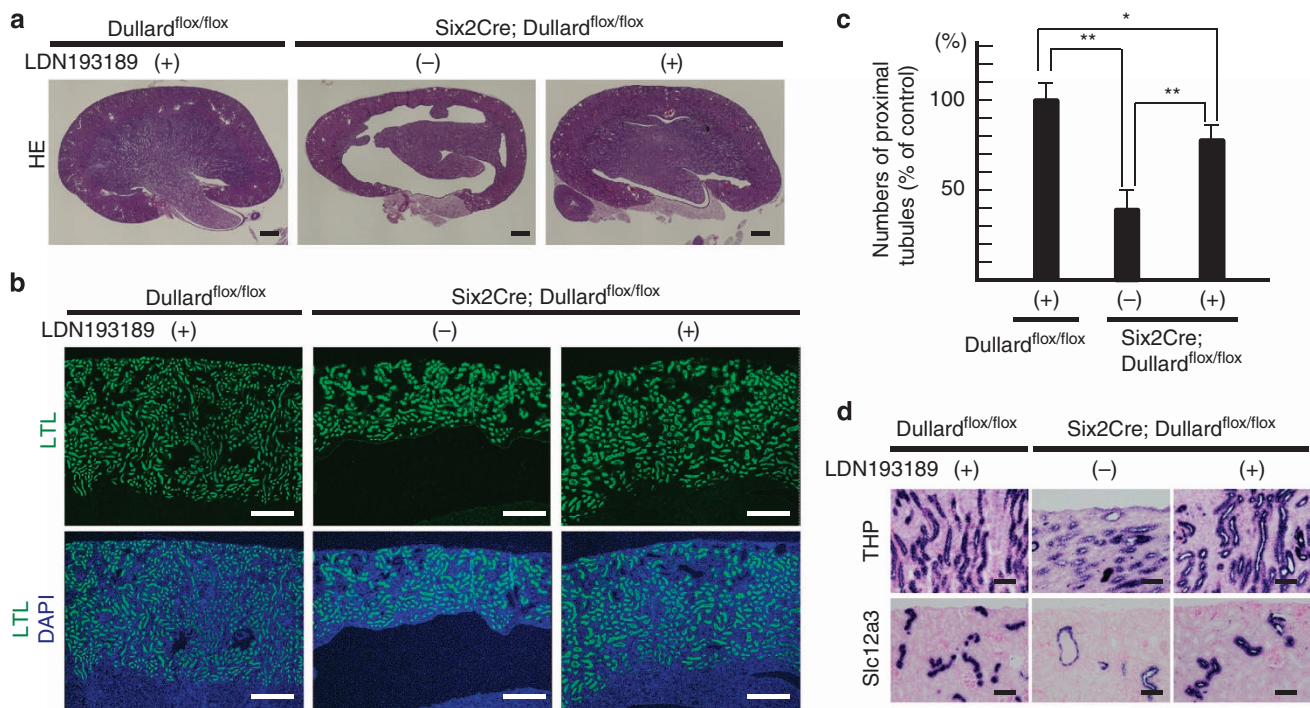 a
Dullard^flox/flox Six2Cre; Dullard^flox/flox
LDN193189 (+) (–) (+)
HE
b
Dullard^flox/flox Six2Cre; Dullard^flox/flox
LDN193189 (+) (–) (+)
LTL
LTL
DAPI
c
(%)
* 
** 
**
100
50
Numbers of proximal
tubules (% of control)
(+) (–) (+)
Dullard^flox/flox Six2Cre;
Dullard^flox/flox
d
Dullard^flox/flox Six2Cre; Dullard^flox/flox
LDN193189 (+) (–) (+)
THP
Slc12a3